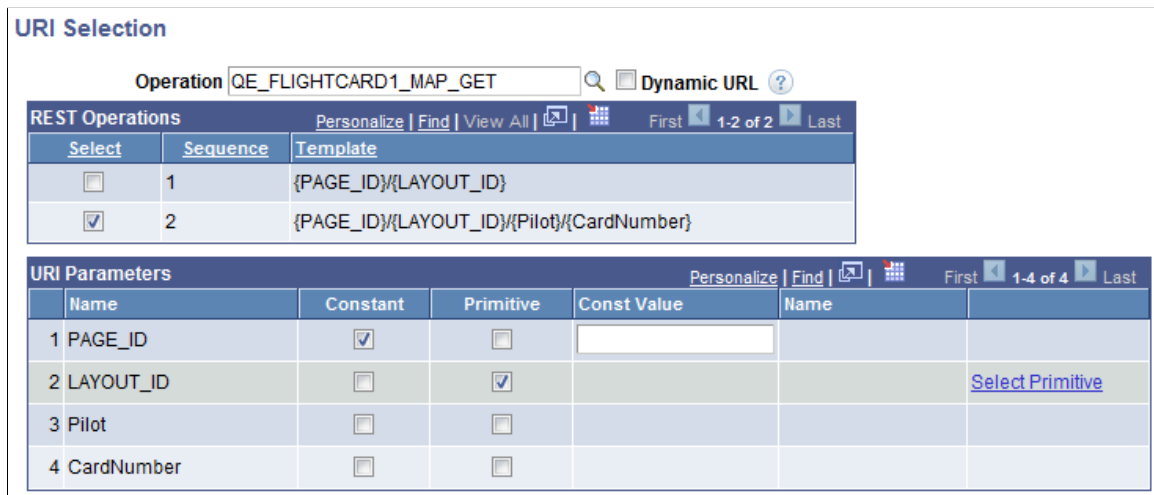 URI Selection
Operation QE_FLIGHTCARD1_MAP_GET Dynamic URL ?
REST Operations Personalize | Find | View All | | First 1-2 of 2 Last
Select Sequence Template
1 {PAGE_ID}/{LAYOUT_ID}
2 {PAGE_ID}/{LAYOUT_ID}/{Pilot}/{CardNumber}
URI Parameters Personalize | Find | | First 1-4 of 4 Last
Name Constant Primitive Const Value Name
1 PAGE_ID
2 LAYOUT_ID Select Primitive
3 Pilot
4 CardNumber